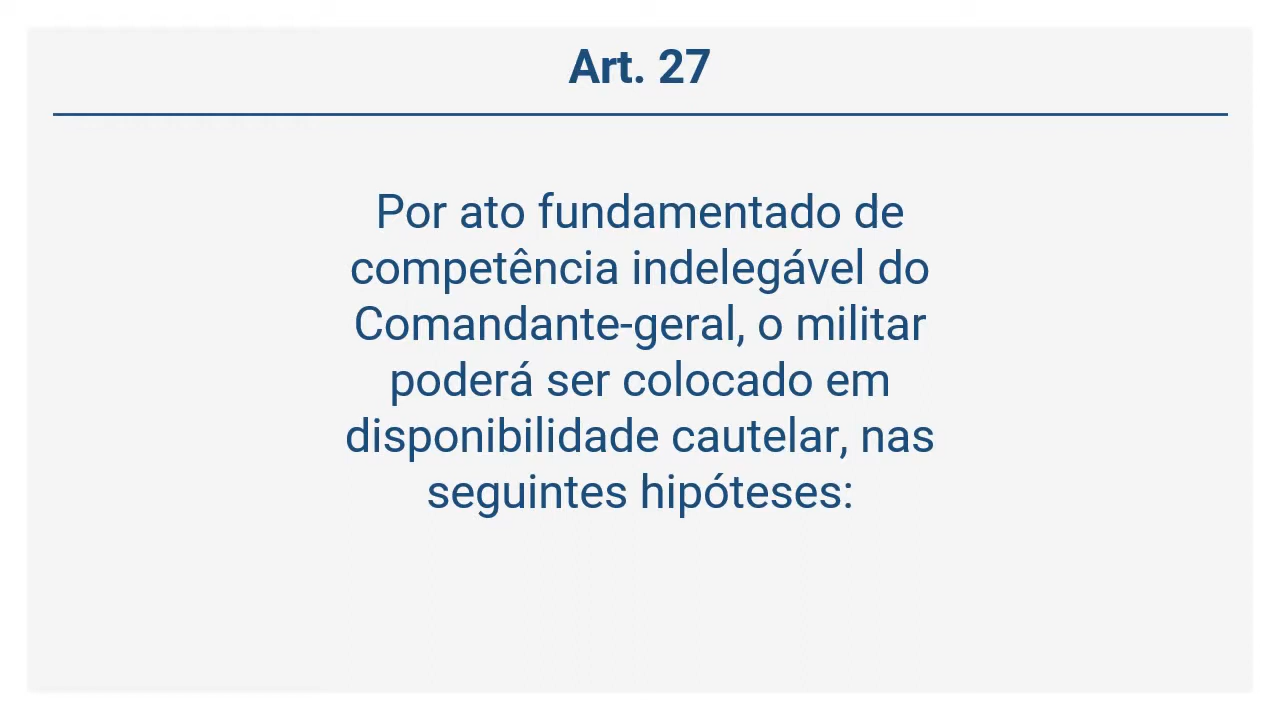 Art. 27
Por ato fundamentado de
competência indelegável do
Comandante-geral, o militar
poderá ser colocado em
disponibilidade cautelar, nas
seguintes hipóteses: